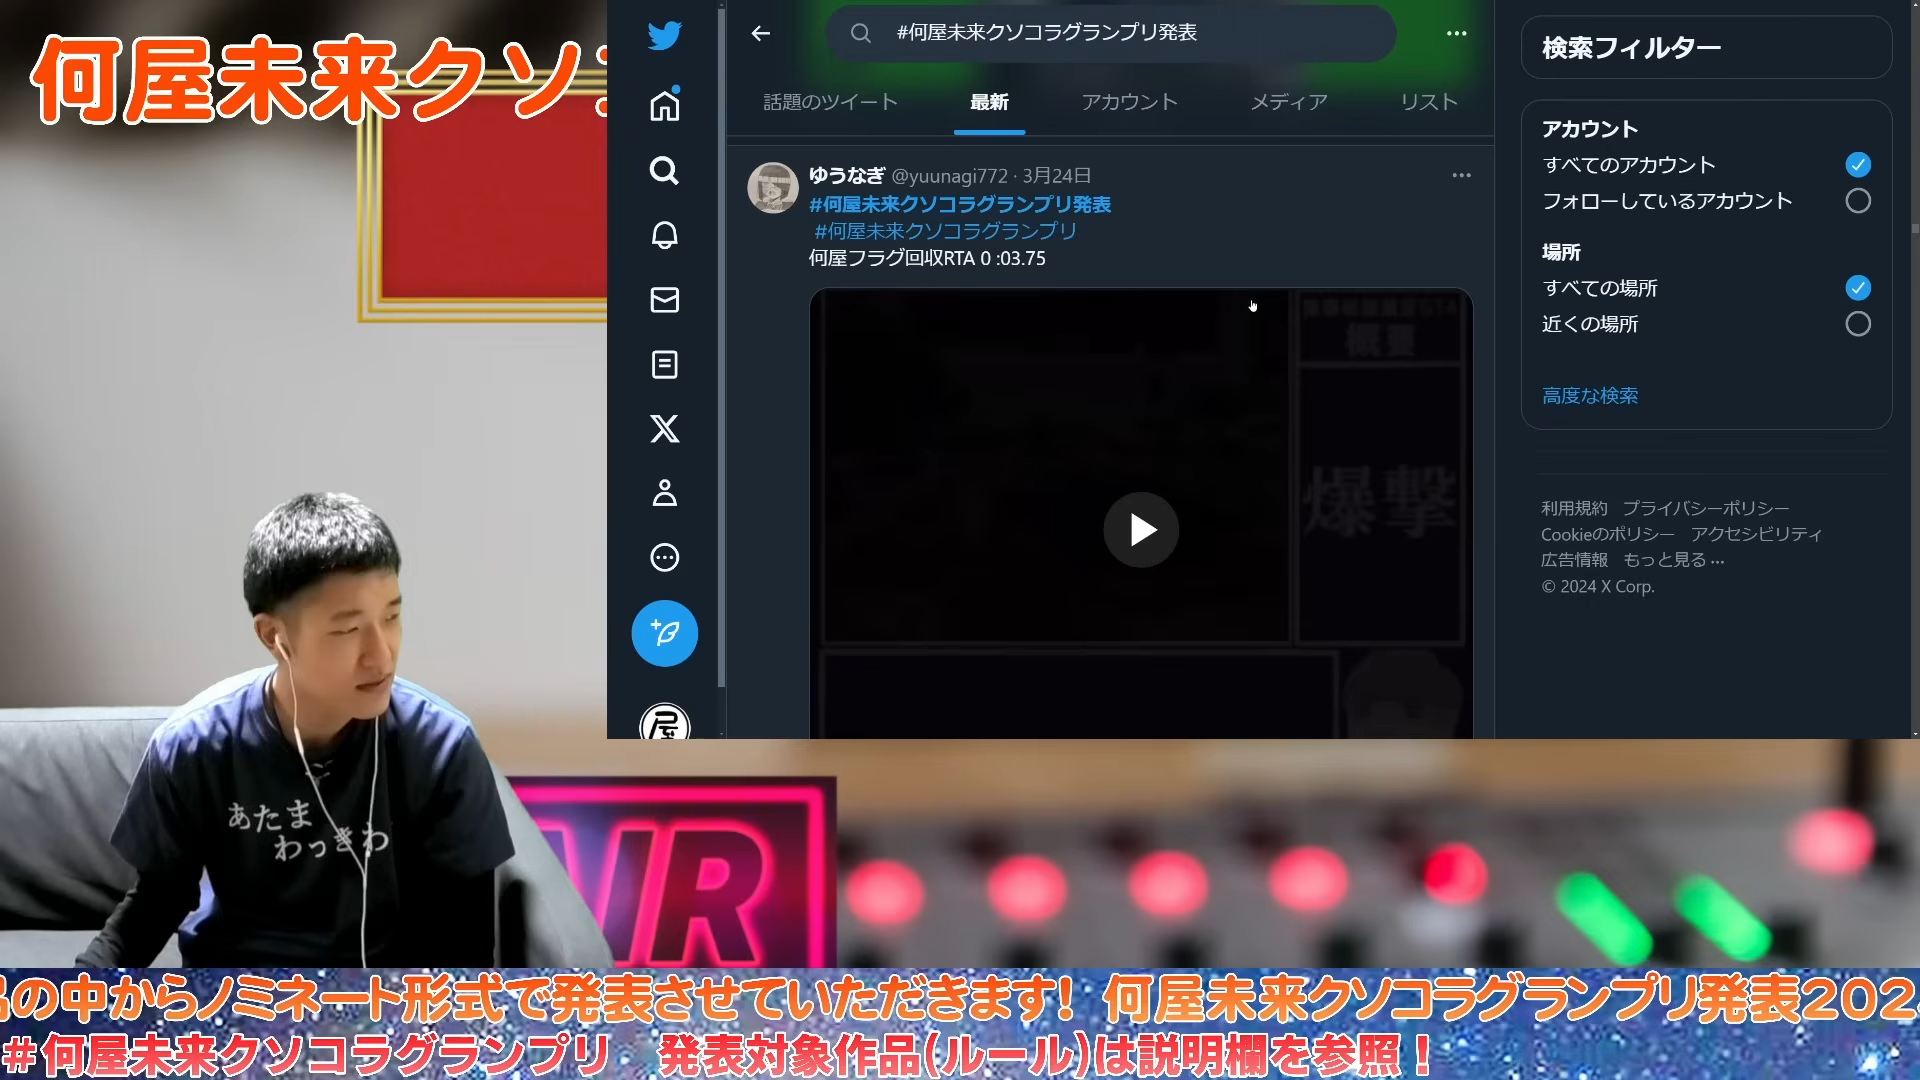 何屋未来クソ
#何屋未来クソコラグランプリ発表
話題のツイート 最新 アカウント メディア リスト
ゆうなぎ @yuunagi772 · 3月24日
#何屋未来クソコラグランプリ発表
#何屋未来クソコラグランプリ
何屋フラグ回収RTA 0 :03.75
概要
爆撃
屋
検索フィルター
アカウント
すべてのアカウント
フォローしているアカウント
場所
すべての場所
近くの場所
高度な検索
利用規約 プライバシーポリシー
Cookieのポリシー アクセシビリティ
広告情報 もっと見る ···
© 2024 X Corp.
あたま
わっきわ
の中からノミネート形式で発表させていただきます! 何屋未来クソコラグランプリ発表202
#何屋未来クソコラグランプリ 発表対象作品(ルール)は説明欄を参照!